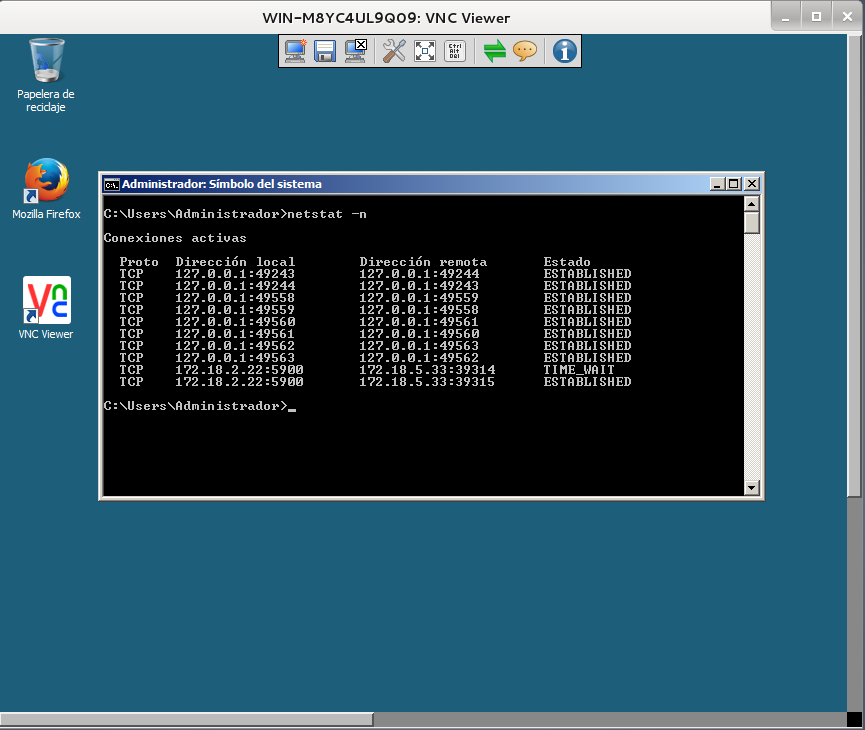 WIN-M8YC4UL9QO9: VNC Viewer
Ctrl
Alt
Del
Papelera de
reciclaje
Mozilla Firefox
VNC Viewer
C:\.
Administrador: Símbolo del sistema
C:\Users\Administrador>netstat -n
Conexiones activas
Proto Dirección local Dirección remota Estado
TCP 127.0.0.1:49243 127.0.0.1:49244 ESTABLISHED
TCP 127.0.0.1:49244 127.0.0.1:49243 ESTABLISHED
TCP 127.0.0.1:49558 127.0.0.1:49559 ESTABLISHED
TCP 127.0.0.1:49559 127.0.0.1:49558 ESTABLISHED
TCP 127.0.0.1:49560 127.0.0.1:49561 ESTABLISHED
TCP 127.0.0.1:49561 127.0.0.1:49560 ESTABLISHED
TCP 127.0.0.1:49562 127.0.0.1:49563 ESTABLISHED
TCP 127.0.0.1:49563 127.0.0.1:49562 ESTABLISHED
TCP 172.18.2.22:5900 172.18.5.33:39314 TIME_WAIT
TCP 172.18.2.22:5900 172.18.5.33:39315 ESTABLISHED
C:\Users\Administrador>_